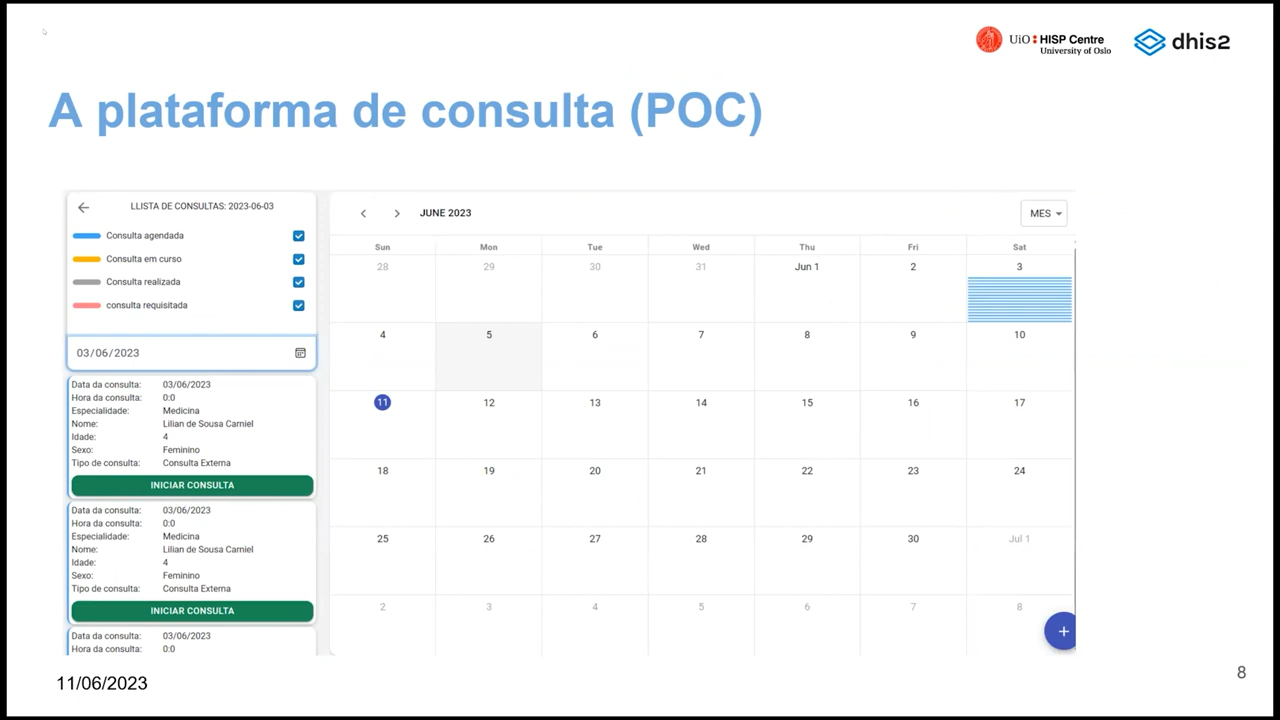 UiO HISP Centre
University of Oslo
dhis2
A plataforma de consulta (POC)
LLISTA DE CONSULTAS: 2023-06-03
Consulta agendada
Consulta em curso
Consulta realizada
consulta requisitada
03/06/2023
Data da consulta: 03/06/2023
Hora da consulta: 0:0
Especialidade: Medicina
Nome: Lilian de Sousa Carniel
Idade: 4
Sexo: Feminino
Tipo de consulta: Consulta Externa
INICIAR CONSULTA
Data da consulta: 03/06/2023
Hora da consulta: 0:0
Especialidade: Medicina
Nome: Lilian de Sousa Carniel
Idade: 4
Sexo: Feminino
Tipo de consulta: Consulta Externa
INICIAR CONSULTA
Data da consulta: 03/06/2023
Hora da consulta: 0:0
JUNE 2023
MES
Sun Mon Tue Wed Thu Fri Sat
28 29 30 31 Jun 1 2 3
4 5 6 7 8 9 10
11 12 13 14 15 16 17
18 19 20 21 22 23 24
25 26 27 28 29 30 Jul 1
2 3 4 5 6 7 8
+
11/06/2023
8